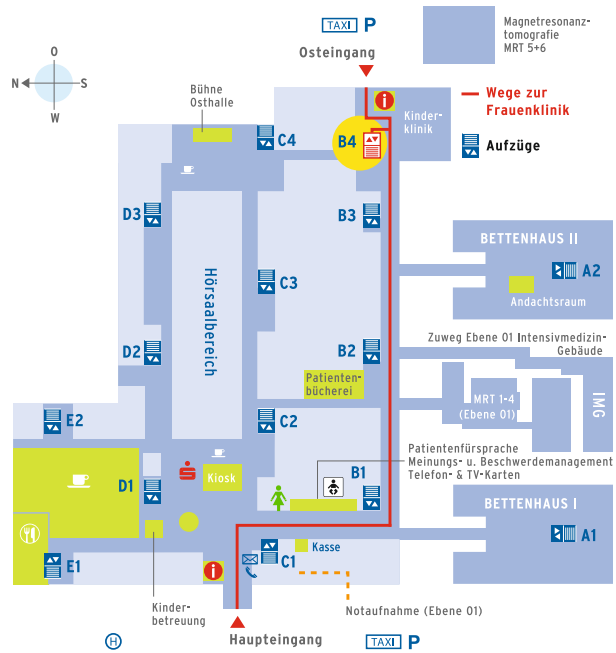 TAXI P
Osteingang
Magnetresonanz-
tomografie
MRT 5+6
O
N
S
W
Bühne
Osthalle
i
Kinder-
klinik
Wege zur
Frauenklinik
Aufzüge
C4
B4
D3
B3
BETTENHAUS II
A2
Andachtsraum
C3
Hörsaalbereich
D2
B2
Zuweg Ebene 01 Intensivmedizin-
Gebäude
Patienten-
bücherei
MRT 1-4
(Ebene 01)
IMG
E2
C2
Patientenfürsprache
Meinungs- u. Beschwerdemanagement
Telefon- & TV-Karten
D1
S
Kiosk
B1
BETTENHAUS I
A1
E1
i
C1
Kasse
Kinder-
betreuung
Notaufnahme (Ebene 01)
H
Haupteingang
TAXI P